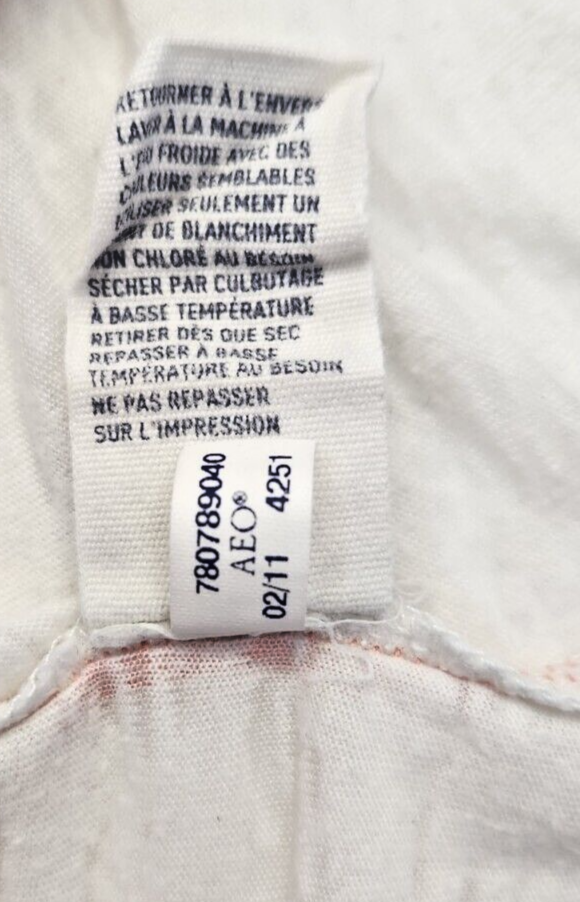 RETOURNER À L'ENVERS
LAVER À LA MACHINE À
L'EAU FROIDE AVEC DES
COULEURS SEMBLABLES
UTILISER SEULEMENT UN
DE BLANCHIMENT
NON CHLORÉ AU BESOIN
SÉCHER PAR CULBUTAGE
À BASSE TEMPÉRATURE
RETIRER DÈS QUE SEC
REPASSER À BASSE
TEMPÉRATURE AU BESOIN
NE PAS REPASSER
SUR L'IMPRESSION
780789040
AEO®
02/11 4251